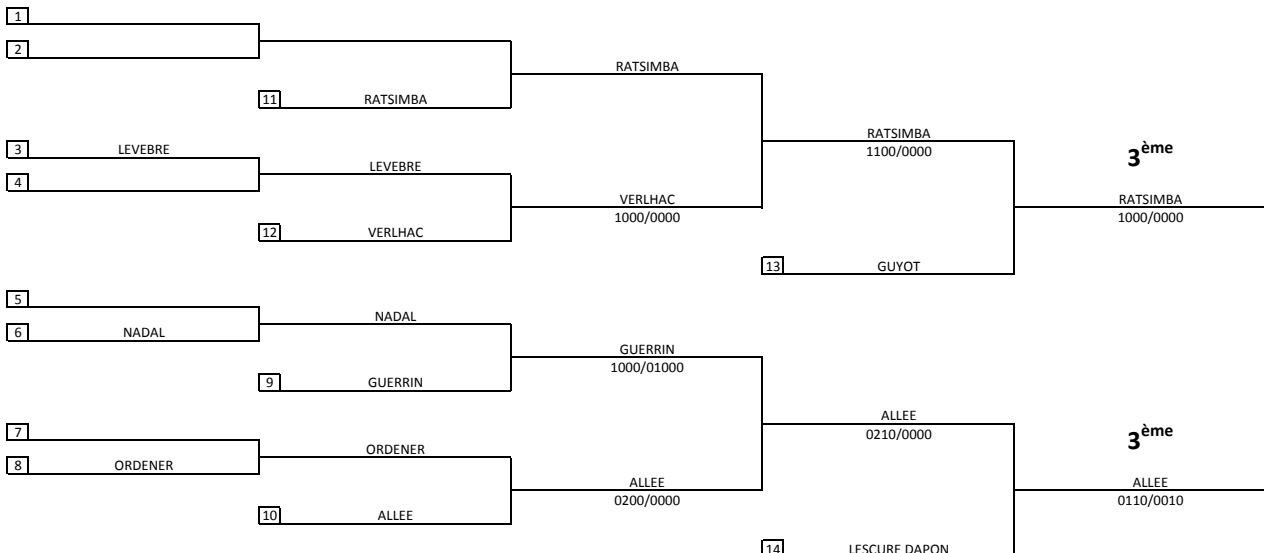 1
2
RATSIMBA
11 RATSIMBA
RATSIMBA
1100/0000
3ème
3 LEVEBRE
LEVEBRE
4
VERLHAC
1000/0000
RATSIMBA
1000/0000
12 VERLHAC
13 GUYOT
5
NADAL
6 NADAL
GUERRIN
1000/01000
9 GUERRIN
ALLEE
0210/0000
3ème
7
ORDENER
8 ORDENER
ALLEE
0200/0000
ALLEE
0110/0010
10 ALLEE
14 LESCURE DAPON